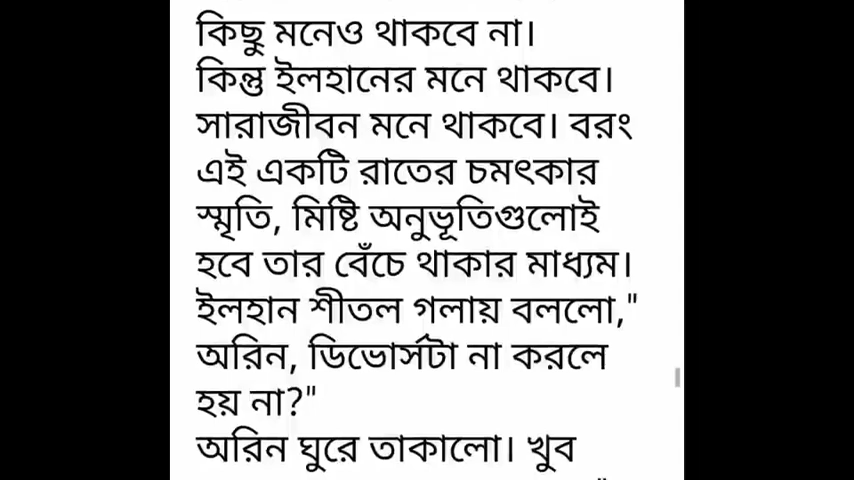 কিছু মনেও থাকবে না।
কিন্তু ইলহানের মনে থাকবে।
সারাজীবন মনে থাকবে। বরং
এই একটি রাতের চমৎকার
স্মৃতি, মিষ্টি অনুভূতিগুলোই
হবে তার বেঁচে থাকার মাধ্যম।
ইলহান শীতল গলায় বললো,"
অরিন, ডিভোর্সটা না করলে
হয় না?"
অরিন ঘুরে তাকালো। খুব